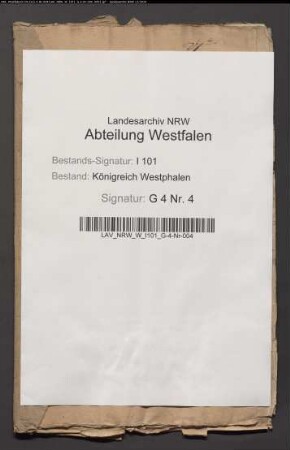 Landesarchiv NRW
Abteilung Westfalen
Bestands-Signatur: I 101
Bestand: Königreich Westphalen
Signatur: G 4 Nr. 4
LAV_NRW_W_I101_G-4-Nr-004